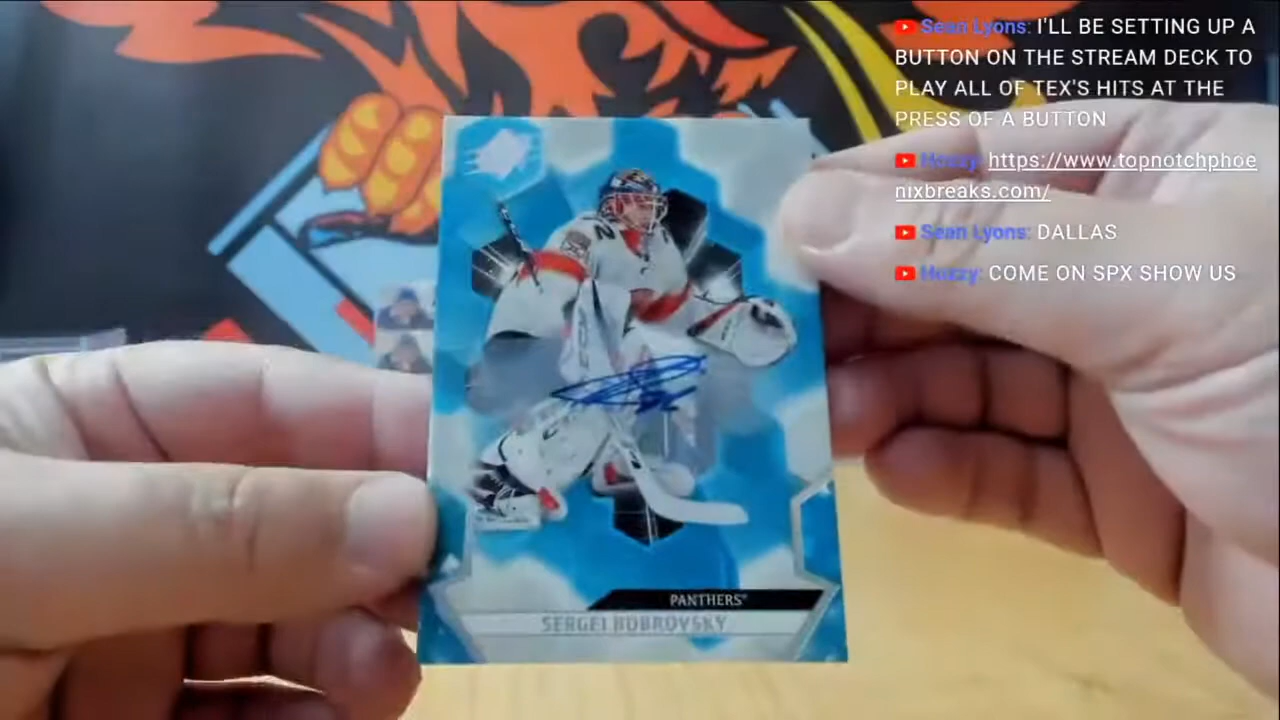 Sean Lyons: I'LL BE SETTING UP A
BUTTON ON THE STREAM DECK TO
PLAY ALL OF TEX'S HITS AT THE
PRESS OF A BUTTON
Hozzy: https://www.topnotchphoe
nixbreaks.com/
Sean Lyons: DALLAS
Hozzy: COME ON SPX SHOW US
PANTHERS
SERGEI BOBROVSKY